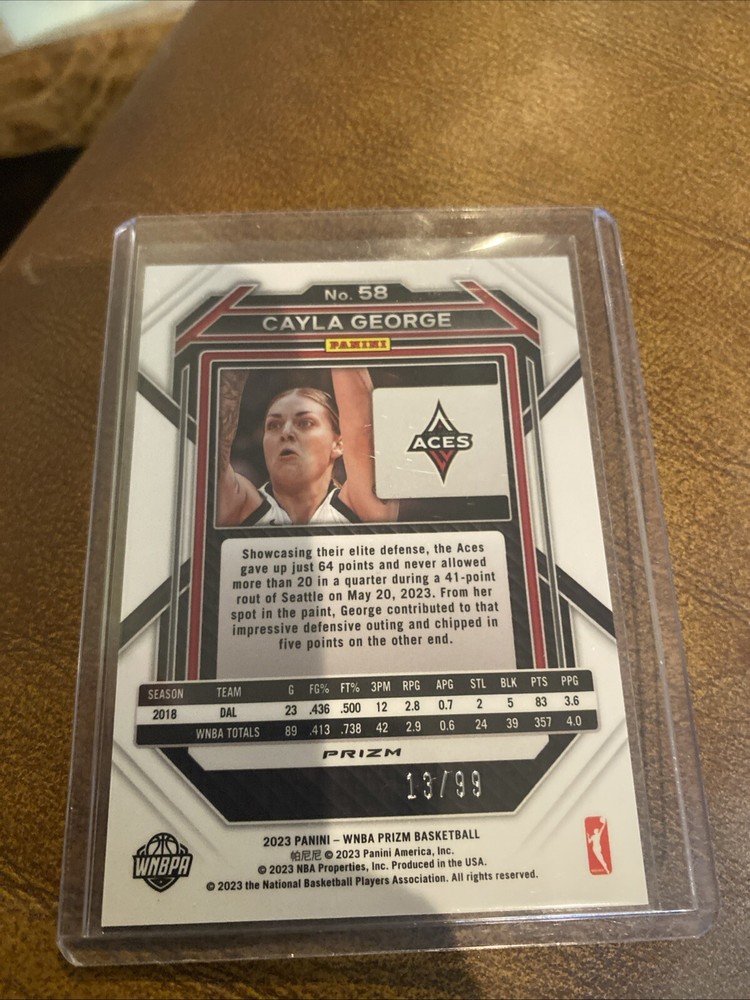 No. 58
CAYLA GEORGE
PANINI
ACES
Showcasing their elite defense, the Aces
gave up just 64 points and never allowed
more than 20 in a quarter during a 41-point
rout of Seattle on May 20, 2023. From her
spot in the paint, George contributed to that
impressive defensive outing and chipped in
five points on the other end.
SEASON TEAM G FG% FT% 3PM RPG APG STL BLK PTS PPG
2018 DAL 23 .436 .500 12 2.8 0.7 2 5 83 3.6
WNBA TOTALS 89 .413 .738 42 2.9 0.6 24 39 357 4.0
PRIZM
13/99
2023 PANINI – WNBA PRIZM BASKETBALL
帕尼尼 © 2023 Panini America, Inc.
© 2023 NBA Properties, Inc. Produced in the USA.
© 2023 the National Basketball Players Association. All rights reserved.
WNBPA